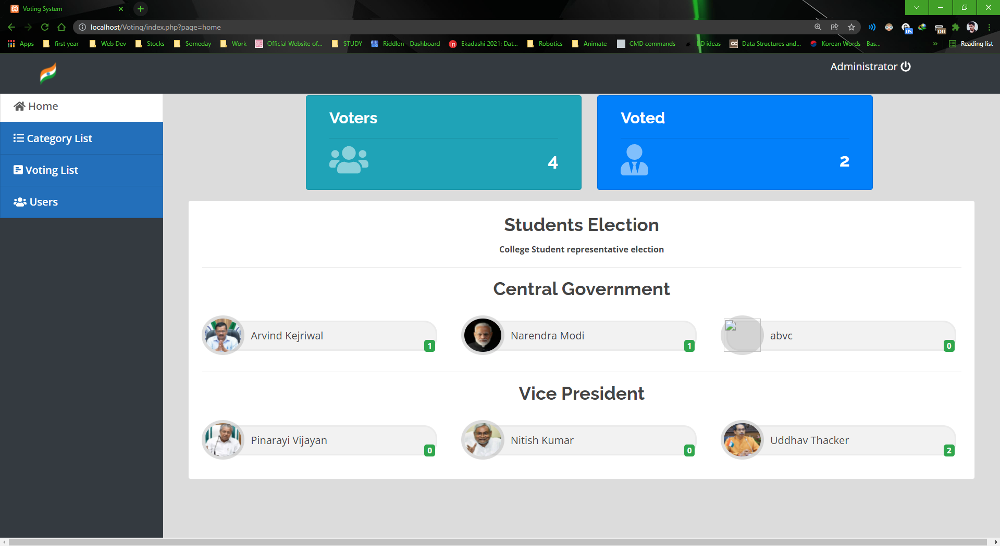 Voting System
localhost/Voting/index.php?page=home
US
Off
Apps
first year
Web Dev
Stocks
Someday
Work
Official Website of...
STUDY
Riddlen - Dashboard
in
Ekadashi 2021: Dat...
Robotics
Animate
CMD commands
ideas
CC
Data Structures and...
Korean Words - Bas...
»
Reading list
Administrator
Home
Category List
Voting List
Users
Voters
4
Voted
2
Students Election
College Student representative election
Central Government
Arvind Kejriwal
1
Narendra Modi
1
abvc
0
Vice President
Pinarayi Vijayan
0
Nitish Kumar
0
Uddhav Thacker
2